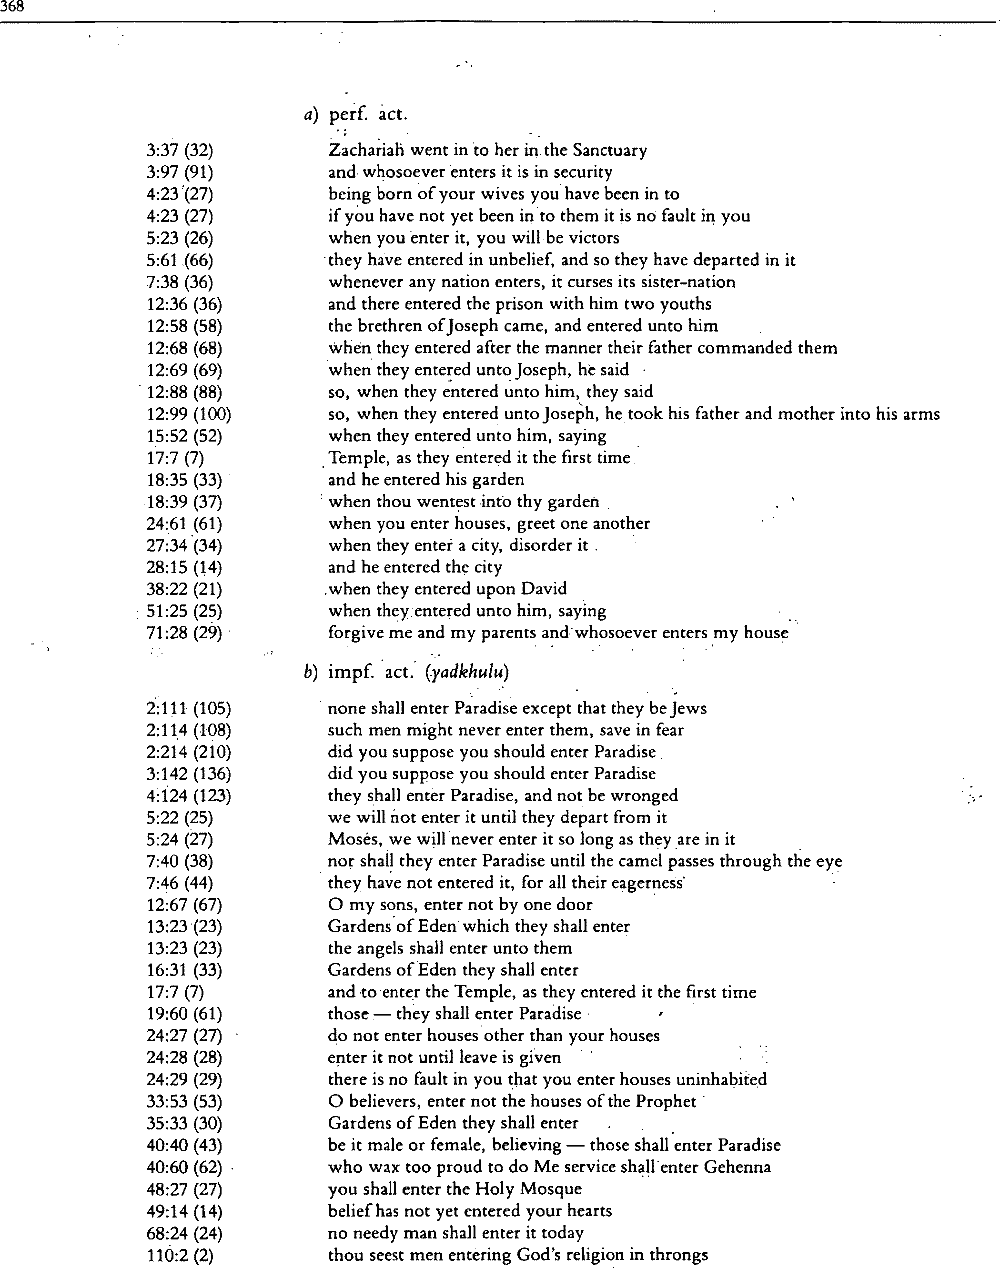 368
a) perf. act.
3:37 (32) Zachariah went in to her in the Sanctuary
3:97 (91) and whosoever enters it is in security
4:23 (27) being born of your wives you have been in to
4:23 (27) if you have not yet been in to them it is no fault in you
5:23 (26) when you enter it, you will be victors
5:61 (66) they have entered in unbelief, and so they have departed in it
7:38 (36) whenever any nation enters, it curses its sister-nation
12:36 (36) and there entered the prison with him two youths
12:58 (58) the brethren of Joseph came, and entered unto him
12:68 (68) when they entered after the manner their father commanded them
12:69 (69) when they entered unto Joseph, he said
12:88 (88) so, when they entered unto him, they said
12:99 (100) so, when they entered unto Joseph, he took his father and mother into his arms
15:52 (52) when they entered unto him, saying
17:7 (7) Temple, as they entered it the first time
18:35 (33) and he entered his garden
18:39 (37) when thou wentest into thy garden
24:61 (61) when you enter houses, greet one another
27:34 (34) when they enter a city, disorder it
28:15 (14) and he entered the city
38:22 (21) when they entered upon David
51:25 (25) when they entered unto him, saying
71:28 (29) forgive me and my parents and whosoever enters my house
b) impf. act. (yadkhulu)
2:111 (105) none shall enter Paradise except that they be Jews
2:114 (108) such men might never enter them, save in fear
2:214 (210) did you suppose you should enter Paradise
3:142 (136) did you suppose you should enter Paradise
4:124 (123) they shall enter Paradise, and not be wronged
5:22 (25) we will not enter it until they depart from it
5:24 (27) Moses, we will never enter it so long as they are in it
7:40 (38) nor shall they enter Paradise until the camel passes through the eye
7:46 (44) they have not entered it, for all their eagerness
12:67 (67) O my sons, enter not by one door
13:23 (23) Gardens of Eden which they shall enter
13:23 (23) the angels shall enter unto them
16:31 (33) Gardens of Eden they shall enter
17:7 (7) and to enter the Temple, as they entered it the first time
19:60 (61) those — they shall enter Paradise
24:27 (27) do not enter houses other than your houses
24:28 (28) enter it not until leave is given
24:29 (29) there is no fault in you that you enter houses uninhabited
33:53 (53) O believers, enter not the houses of the Prophet
35:33 (30) Gardens of Eden they shall enter
40:40 (43) be it male or female, believing — those shall enter Paradise
40:60 (62) who wax too proud to do Me service shall enter Gehenna
48:27 (27) you shall enter the Holy Mosque
49:14 (14) belief has not yet entered your hearts
68:24 (24) no needy man shall enter it today
110:2 (2) thou seest men entering God's religion in throngs